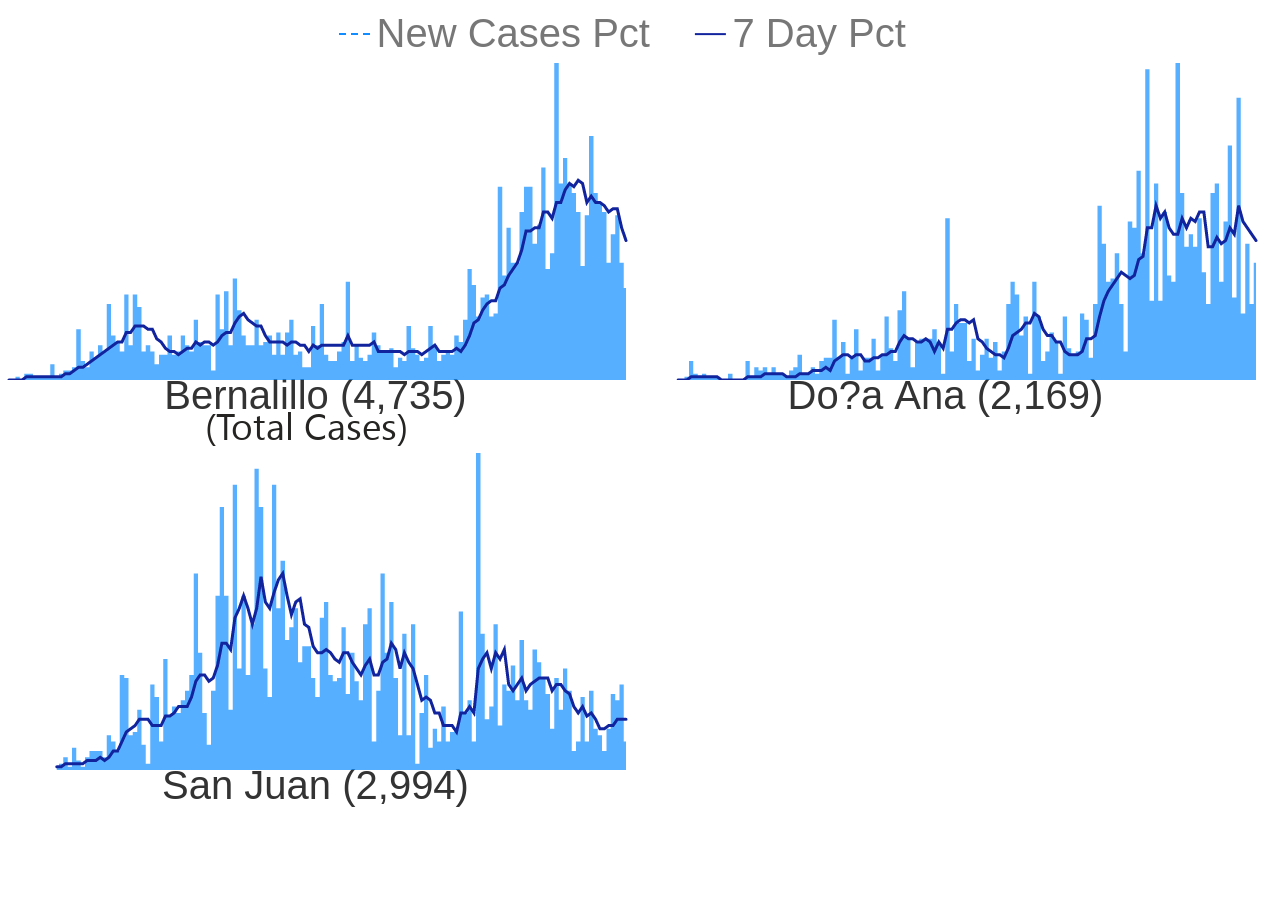 New Cases Pct 7 Day Pct
Bernalillo (4,735)
(Total Cases)
Do?a Ana (2,169)
San Juan (2,994)